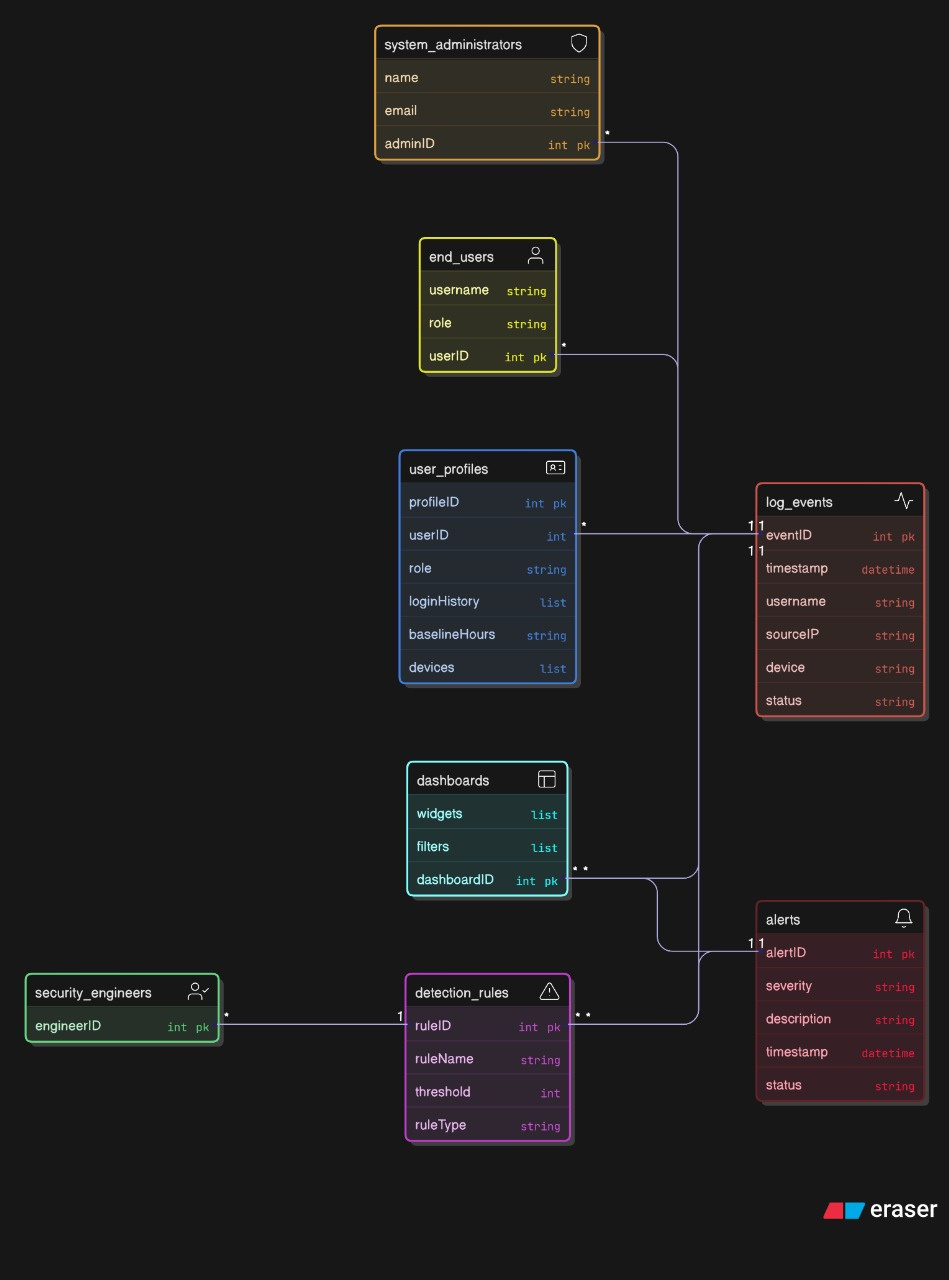 system_administrators
name string
email string
adminID int pk
*
end_users
username string
role string
userID int pk
*
user_profiles
profileID int pk
userID int
*
role string
loginHistory list
baselineHours string
devices list
log_events
1 1
eventID int pk
1 1
timestamp datetime
username string
sourceIP string
device string
status string
dashboards
widgets list
filters list
dashboardID int pk
* *
alerts
1 1
alertID int pk
severity string
description string
timestamp datetime
status string
security_engineers
engineerID int pk
*
1
detection_rules
ruleID int pk
* *
ruleName string
threshold int
ruleType string
eraser